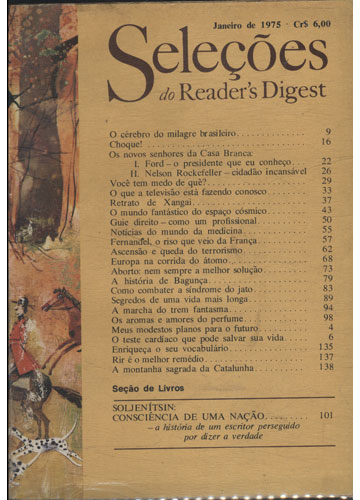 Janeiro de 1975 · Cr$ 6,00
Seleções
do Reader's Digest
O cérebro do milagre brasileiro............. 9
Choque!............. 16
Os novos senhores da Casa Branca:
I. Ford — o presidente que eu conheço..... 22
II. Nelson Rockefeller — cidadão incansável 26
Você tem medo de quê?............. 29
O que a televisão está fazendo conosco...... 33
Retrato de Xangai............. 37
O mundo fantástico do espaço cósmico...... 43
Guie direito — como um profissional........ 50
Notícias do mundo da medicina............ 55
Fernandel, o riso que veio da França........ 57
Ascensão e queda do terrorismo............ 62
Europa na corrida do átomo............. 68
Aborto: nem sempre a melhor solução....... 73
A história de Bagunça............. 79
Como combater a síndrome do jato......... 83
Segredos de uma vida mais longa.......... 89
A marcha do trem fantasma............. 94
Os aromas e amores do perfume........... 98
Meus modestos planos para o futuro........ 4
O teste cardíaco que pode salvar sua vida.... 6
Enriqueça o seu vocabulário............. 135
Rir é o melhor remédio............. 137
A montanha sagrada da Catalunha......... 138
Seção de Livros
SOLJENÍTSIN:
CONSCIÊNCIA DE UMA NAÇÃO......... 101
— a história de um escritor perseguido
por dizer a verdade